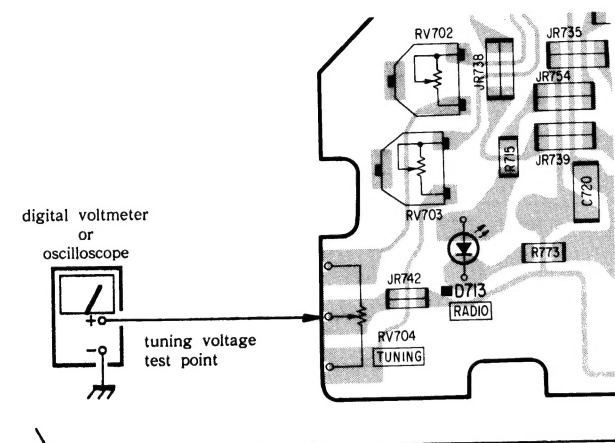 RV702
JR738
JR735
JR754
JR739
JR715
C720
RV703
digital voltmeter
or
oscilloscope
R773
JR742
D713
RADIO
+
tuning voltage
test point
RV704
TUNING
−